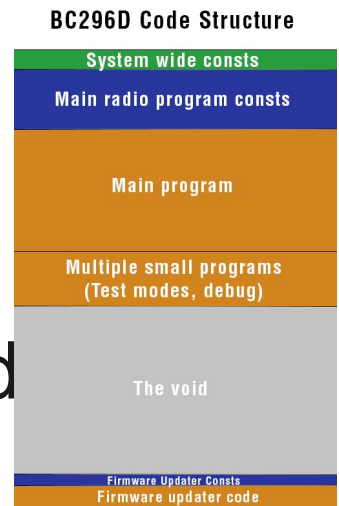 BC296D Code Structure
System wide consts
Main radio program consts
Main program
Multiple small programs
(Test modes, debug)
d
The void
Firmware Updater Consts
Firmware updater code